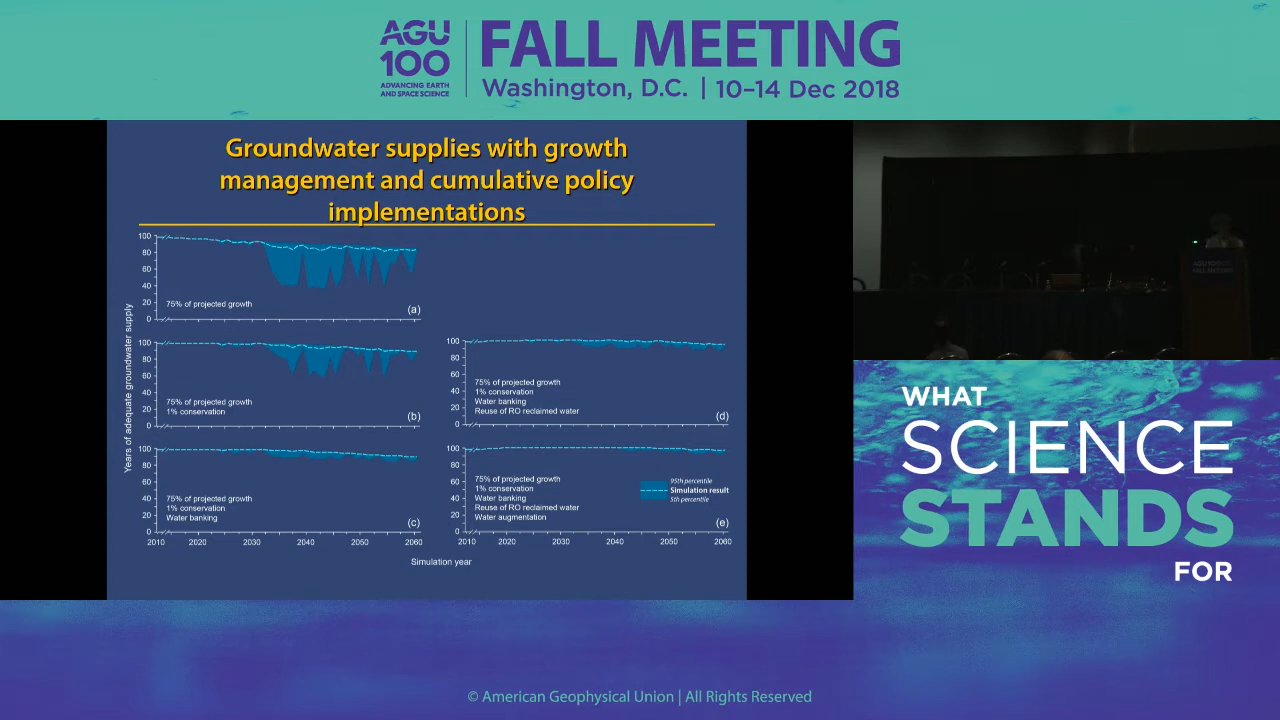 AGU
100
ADVANCING EARTH
AND SPACE SCIENCE
FALL MEETING
Washington, D.C. | 10–14 Dec 2018
Groundwater supplies with growth
management and cumulative policy
implementations
Years of adequate groundwater supply
100
80
60
40
20
0
75% of projected growth
(a)
100
80
60
40
20
0
75% of projected growth
1% conservation
(b)
100
80
60
40
20
0
75% of projected growth
1% conservation
Water banking
(c)
2010
2020
2030
2040
2050
2060
100
80
60
40
20
0
75% of projected growth
1% conservation
Water banking
Reuse of RO reclaimed water
(d)
100
80
60
40
20
0
75% of projected growth
1% conservation
Water banking
Reuse of RO reclaimed water
Water augmentation
95th percentile
Simulation result
5th percentile
(e)
2010
2020
2030
2040
2050
2060
Simulation year
AGU100
FALL MEETING
WHAT
SCIENCE
STANDS
FOR
© American Geophysical Union | All Rights Reserved